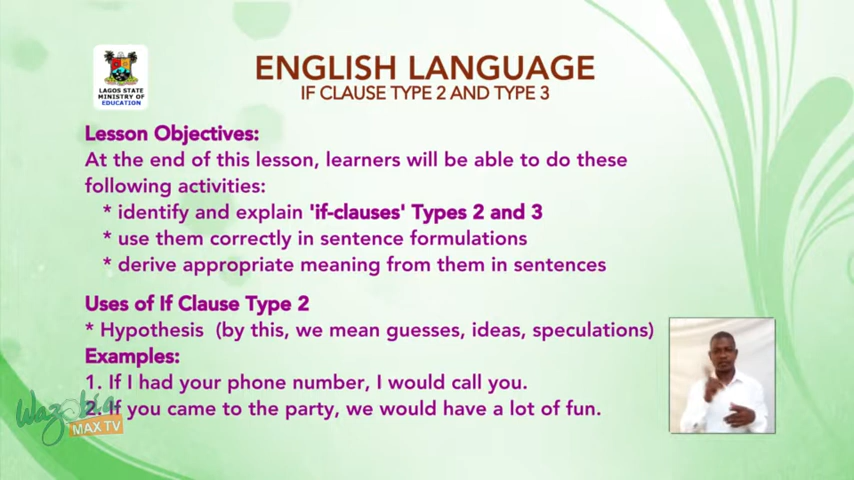 LAGOS STATE
MINISTRY OF
EDUCATION
ENGLISH LANGUAGE
IF CLAUSE TYPE 2 AND TYPE 3
Lesson Objectives:
At the end of this lesson, learners will be able to do these
following activities:
* identify and explain 'if-clauses' Types 2 and 3
* use them correctly in sentence formulations
* derive appropriate meaning from them in sentences
Uses of If Clause Type 2
* Hypothesis (by this, we mean guesses, ideas, speculations)
Examples:
1. If I had your phone number, I would call you.
2. If you came to the party, we would have a lot of fun.
Wazobia
MAX TV